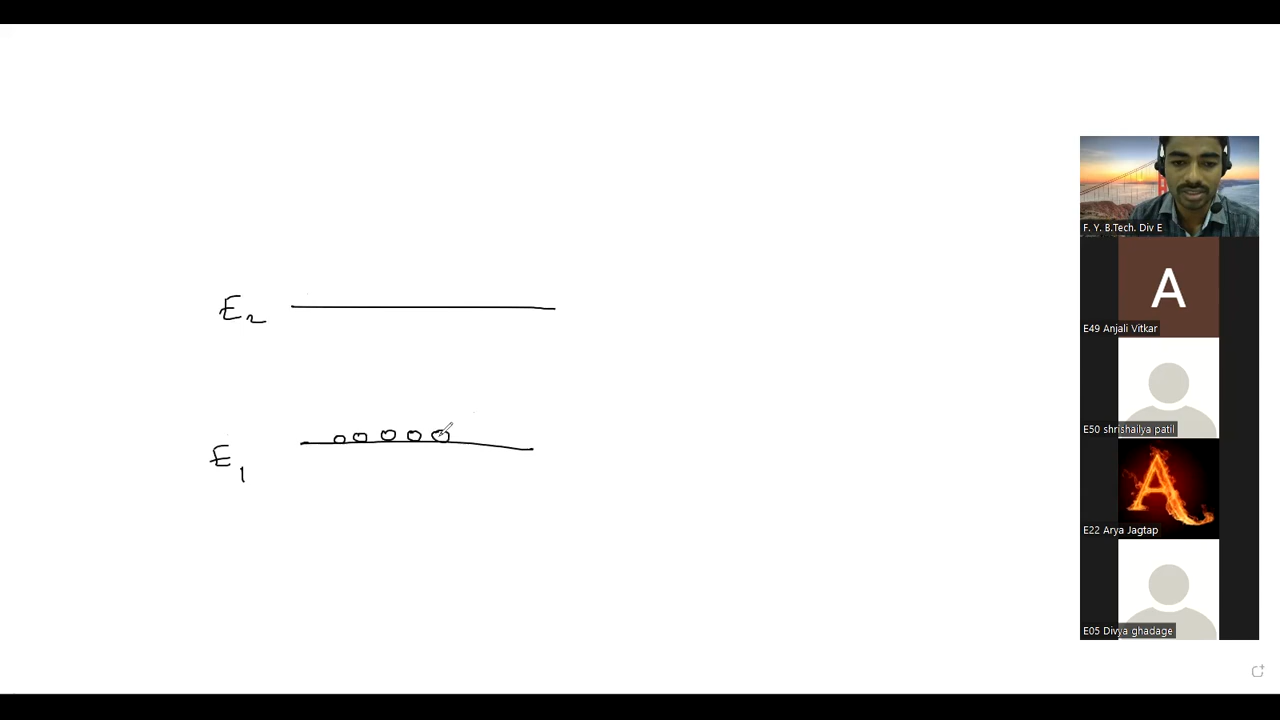 E2
E1
F. Y. B.Tech. Div E
A
E49 Anjali Vitkar
E50 shrishailya patil
A
E22 Arya Jagtap
E05 Divya ghadage